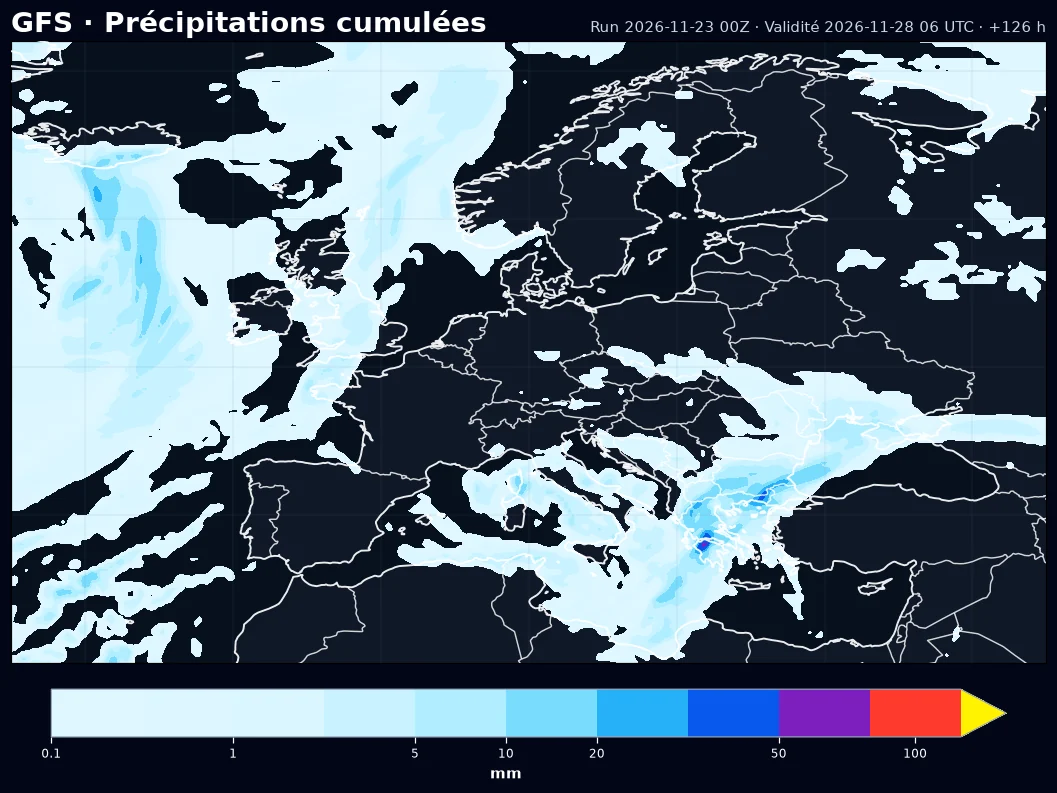 GFS · Précipitations cumulées
Run 2026-11-23 00Z · Validité 2026-11-28 06 UTC · +126 h
0.1 1 5 10 20 50 100
mm